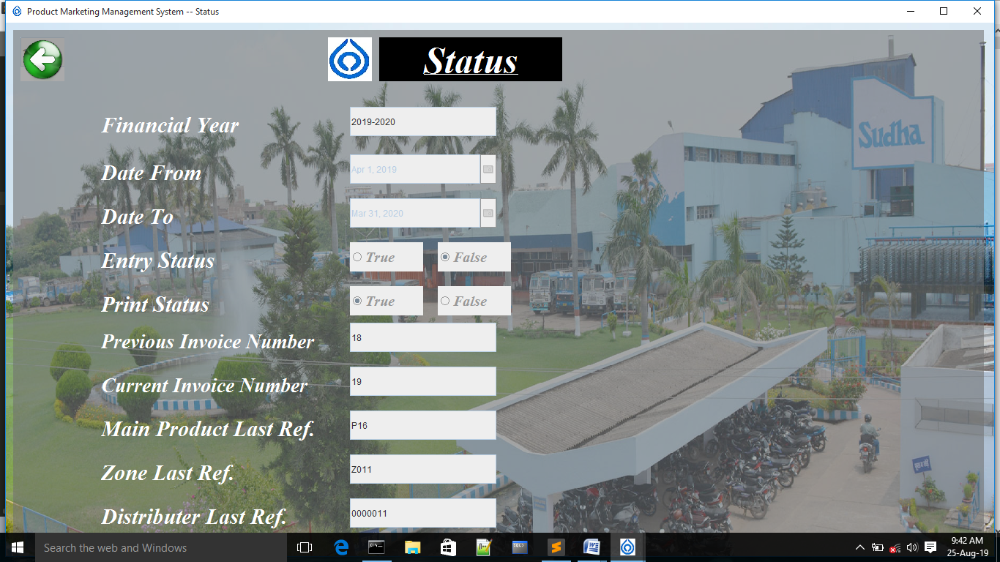 Product Marketing Management System -- Status
Status
Financial Year 2019-2020
Date From Apr 1, 2019
Date To Mar 31, 2020
Entry Status True False
Print Status True False
Previous Invoice Number 18
Current Invoice Number 19
Main Product Last Ref. P16
Zone Last Ref. Z011
Distributer Last Ref. 0000011
Sudha
Search the web and Windows
9:42 AM
25-Aug-19